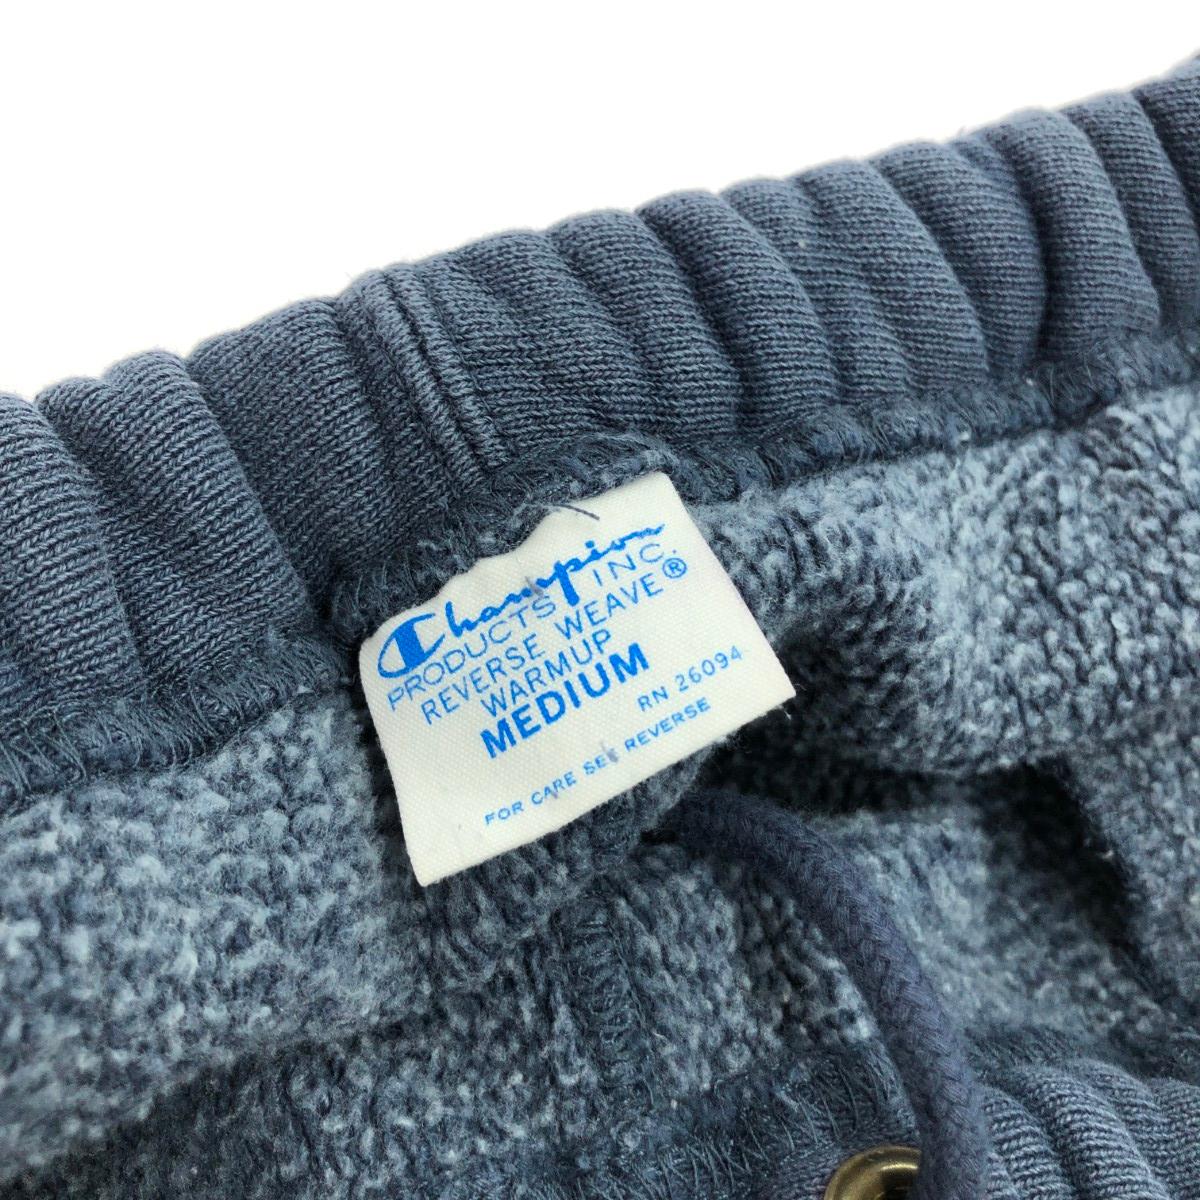 Champion
PRODUCTS INC.
REVERSE WEAVE®
WARMUP
MEDIUM
RN 26094
FOR CARE SEE REVERSE